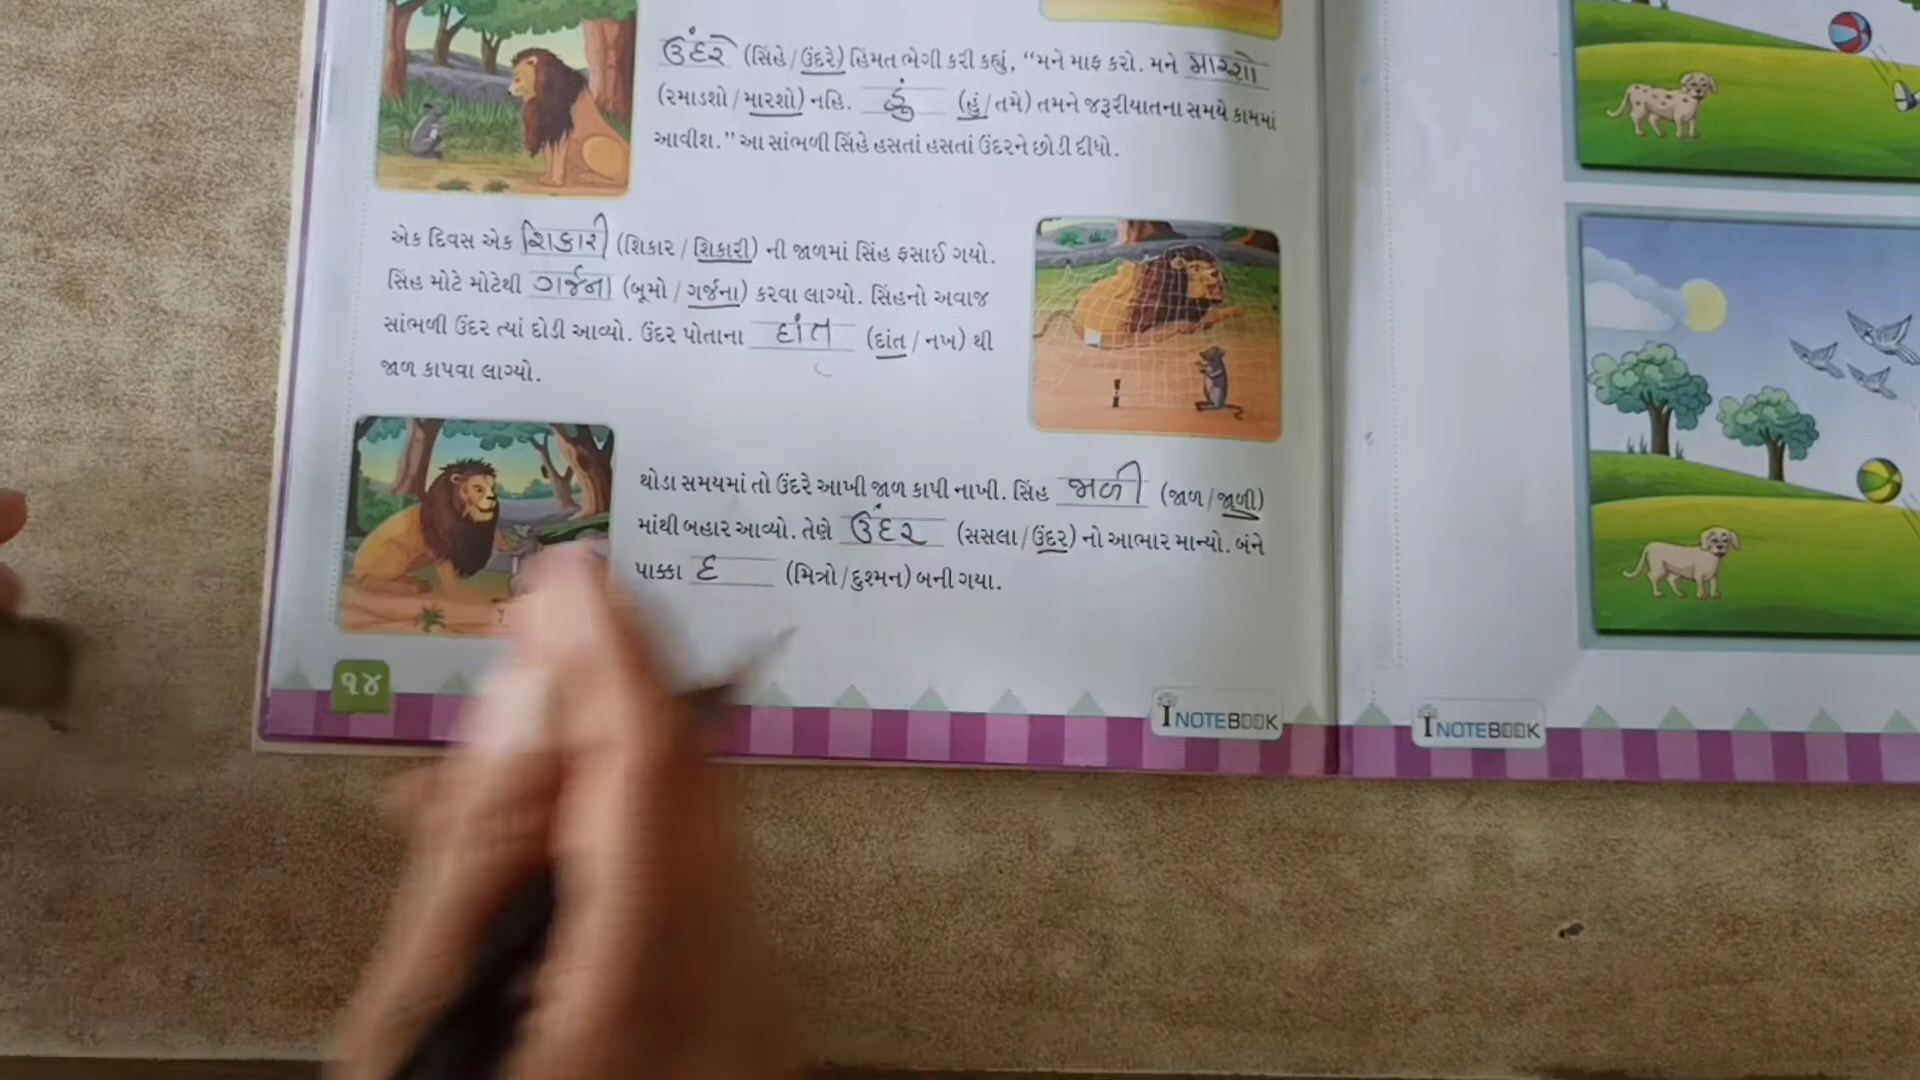 ઉંદરે (સિંહે/ઉંદરે) હિંમત ભેગી કરી કહ્યું, “મને માફ કરો. મને મારશો
(રમાડશો/મારશો) નહિ. હું (હું/તમે) તમને જરૂરીયાતના સમયે કામમાં
આવીશ.” આ સાંભળી સિંહે હસતાં હસતાં ઉંદરને છોડી દીધો.
એક દિવસ એક શિકારી (શિકાર/શિકારી) ની જાળમાં સિંહ ફસાઈ ગયો.
સિંહ મોટે મોટેથી ગર્જના (બૂમો/ગર્જના) કરવા લાગ્યો. સિંહનો અવાજ
સાંભળી ઉંદર ત્યાં દોડી આવ્યો. ઉંદર પોતાના દાંત (દાંત/નખ) થી
જાળ કાપવા લાગ્યો.
થોડા સમયમાં તો ઉંદરે આખી જાળ કાપી નાખી. સિંહ જાળી (જાળ/જાળી)
માંથી બહાર આવ્યો. તેણે ઉંદર (સસલા/ઉંદર) નો આભાર માન્યો. બંને
પાક્કા દ (મિત્રો/દુશ્મન) બની ગયા.
૧૪
INOTEBOOK
INOTEBOOK